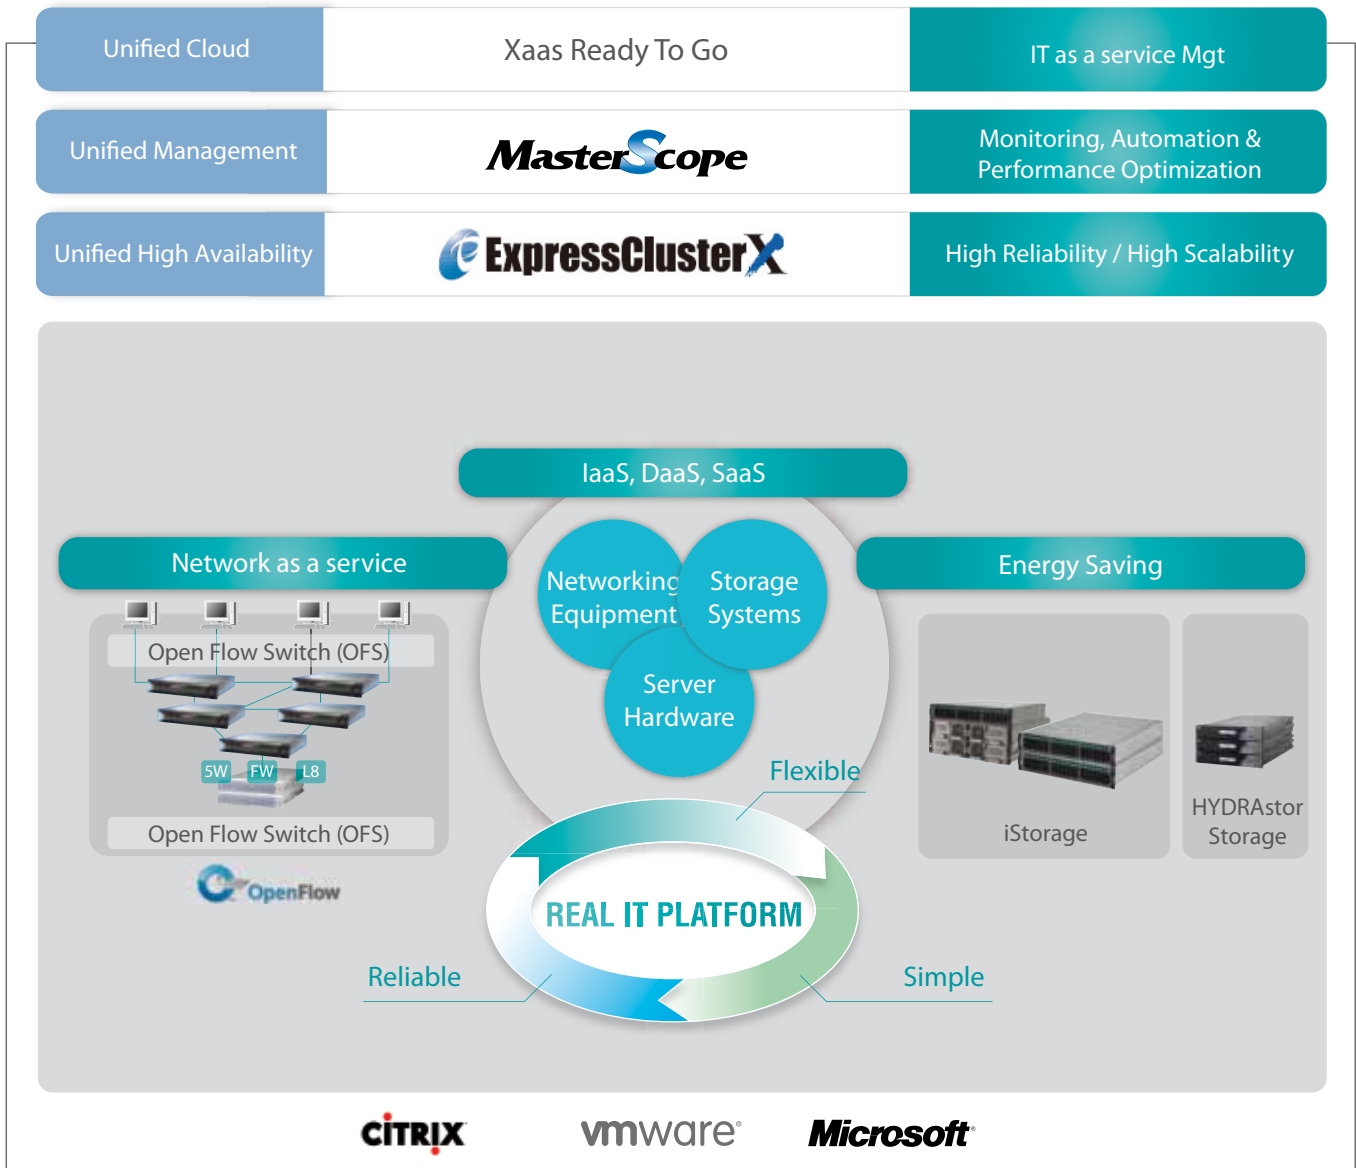 Unified Cloud
Xaas Ready To Go
IT as a service Mgt
Unified Management
MasterScope
Monitoring, Automation &
Performance Optimization
Unified High Availability
ExpressCluster X
High Reliability / High Scalability
IaaS, DaaS, SaaS
Network as a service
Energy Saving
Networking
Equipment
Storage
Systems
Server
Hardware
Open Flow Switch (OFS)
5W
FW
L8
Open Flow Switch (OFS)
OpenFlow
iStorage
HYDRAstor
Storage
Flexible
REAL IT PLATFORM
Reliable
Simple
CITRIX
vmware®
Microsoft®